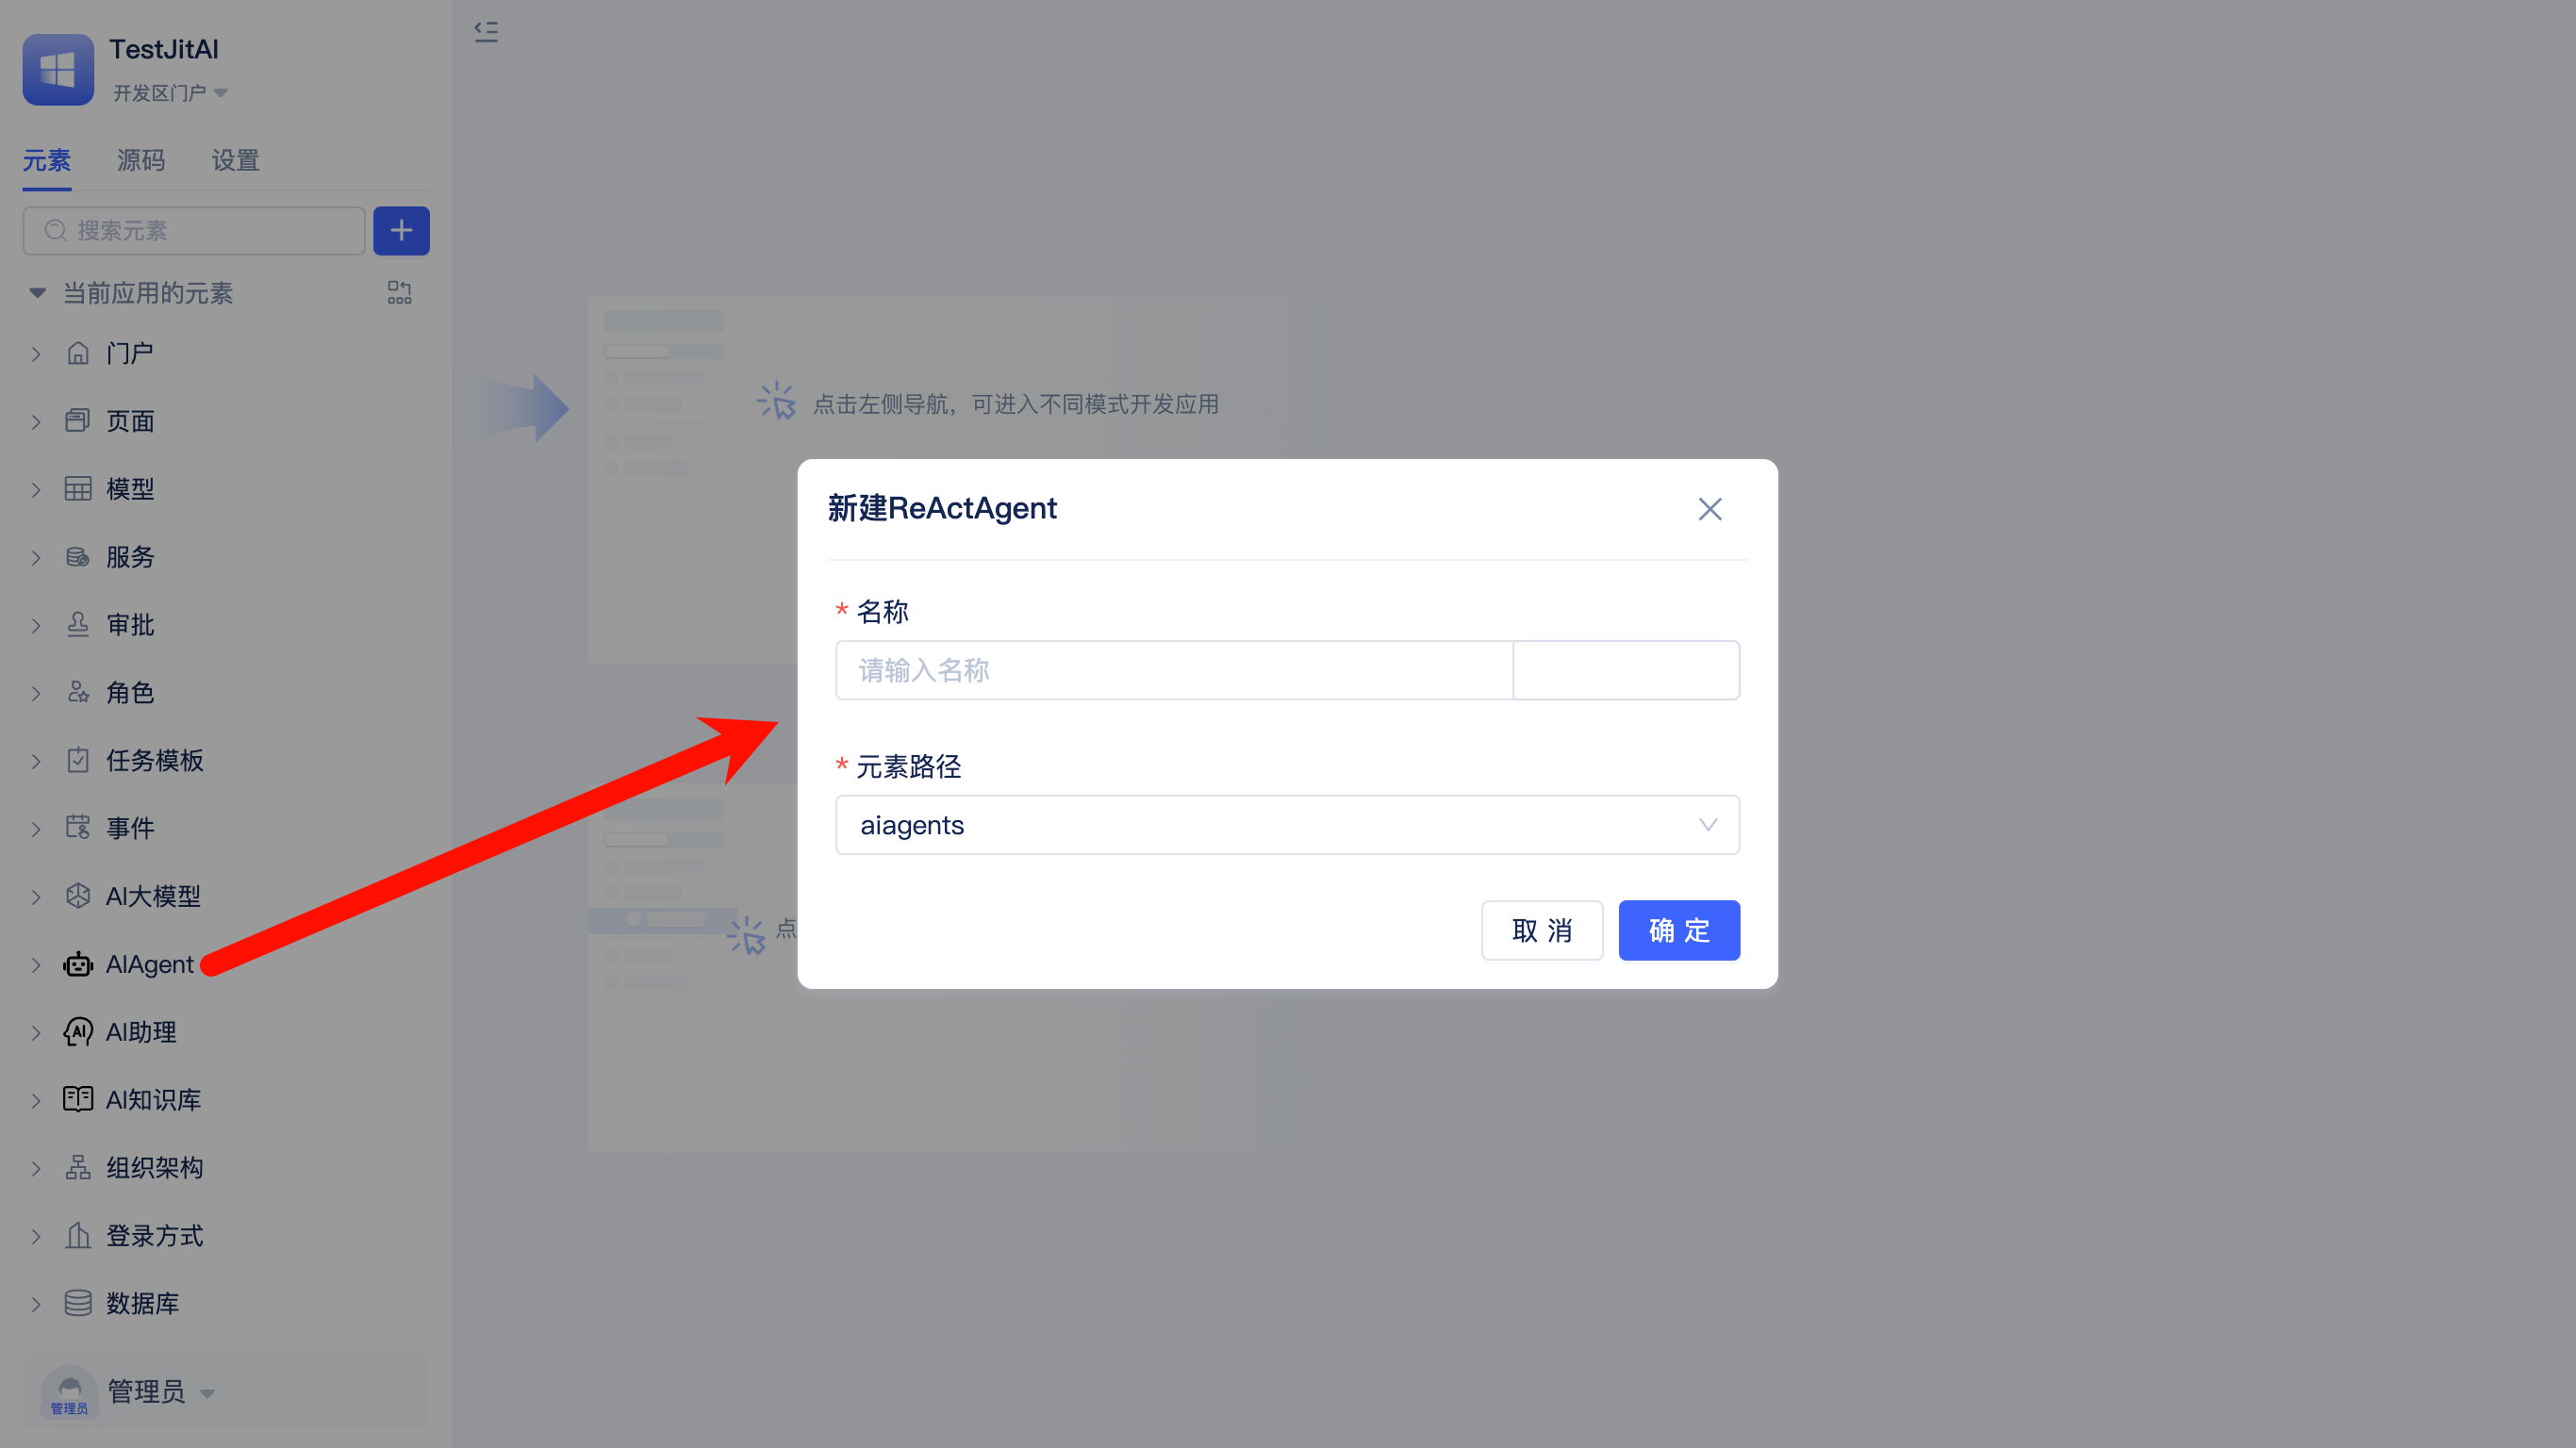 TestJitAI
开发区门户
元素 源码 设置
搜索元素
当前应用的元素
门户
页面
模型
服务
审批
角色
任务模板
事件
AI大模型
AIAgent
AI助理
AI知识库
组织架构
登录方式
数据库
管理员
管理员
点击左侧导航，可进入不同模式开发应用
点
新建ReActAgent
* 名称
请输入名称
* 元素路径
aiagents
取 消 确 定